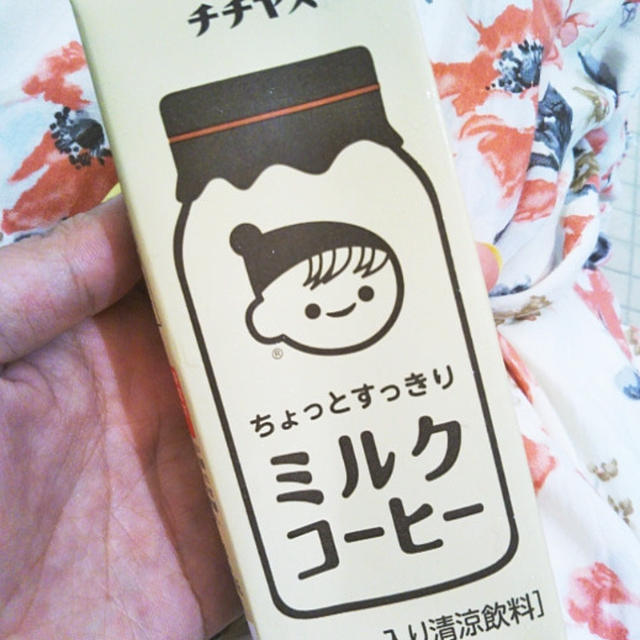 チチヤス
®
ちょっとすっきり
ミルク
コーヒー
入り清涼飲料]